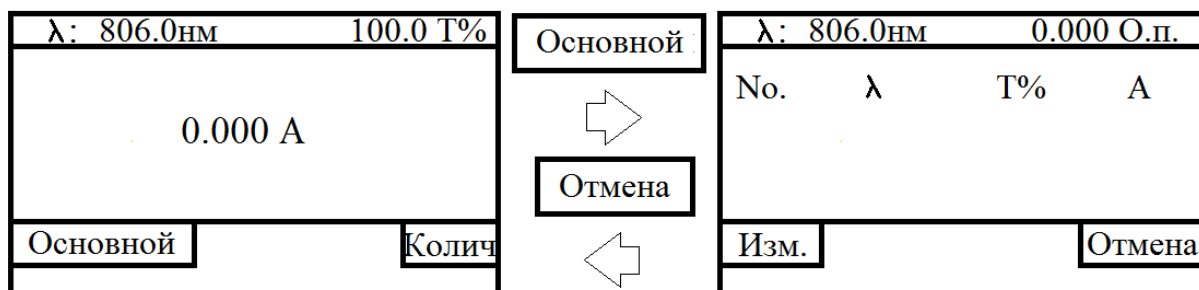 λ: 806.0нм 100.0 T%
0.000 A
Основной
Колич
Основной
Отмена
λ: 806.0нм 0.000 О.п.
No. λ T% A
Изм.
Отмена